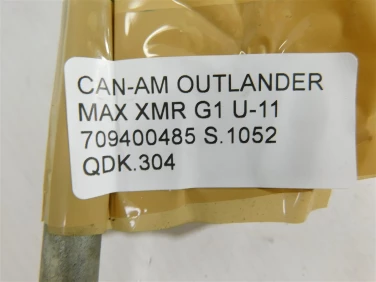 CAN-AM OUTLANDER
MAX XMR G1 U-11
709400485 S.1052
QDK.304